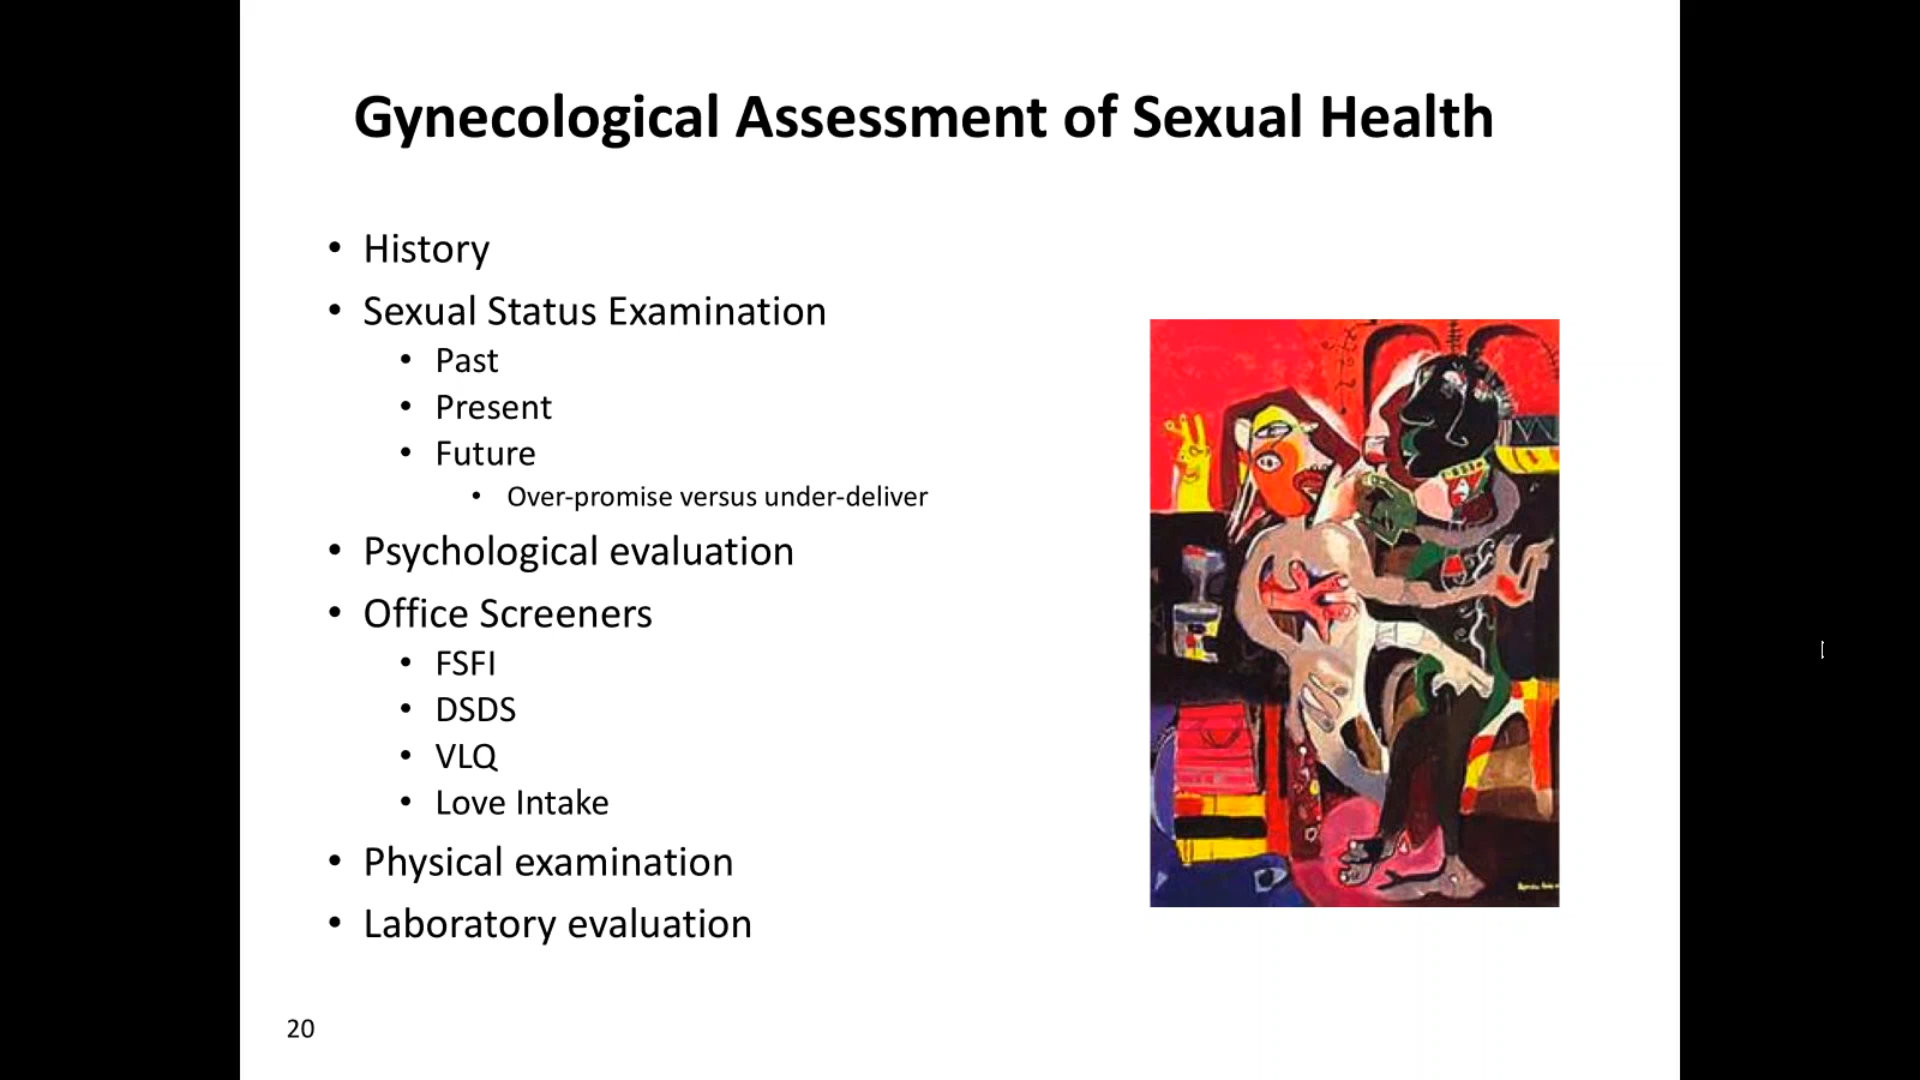 Gynecological Assessment of Sexual Health
• History
• Sexual Status Examination
• Past
• Present
• Future
• Over-promise versus under-deliver
• Psychological evaluation
• Office Screeners
• FSFI
• DSDS
• VLQ
• Love Intake
• Physical examination
• Laboratory evaluation
20